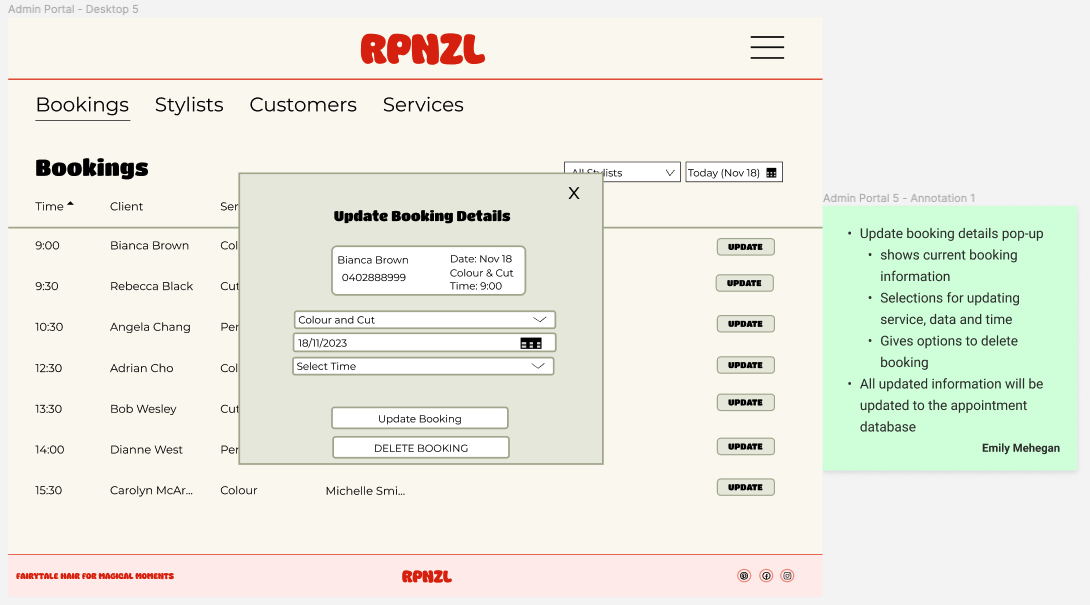 Admin Portal - Desktop 5
RPNZL
Bookings Stylists Customers Services
Bookings
All Stylists
Today (Nov 18)
Time Client Ser
9:00 Bianca Brown Col UPDATE
9:30 Rebecca Black Cut UPDATE
10:30 Angela Chang Per UPDATE
12:30 Adrian Cho Col UPDATE
13:30 Bob Wesley Cut UPDATE
14:00 Dianne West Per UPDATE
15:30 Carolyn McAr... Colour Michelle Smi... UPDATE
X
Update Booking Details
Bianca Brown
0402888999
Date: Nov 18
Colour & Cut
Time: 9:00
Colour and Cut
18/11/2023
Select Time
Update Booking
DELETE BOOKING
FAIRYTALE HAIR FOR MAGICAL MOMENTS
RPNZL
Admin Portal 5 - Annotation 1
• Update booking details pop-up
• shows current booking
information
• Selections for updating
service, data and time
• Gives options to delete
booking
• All updated information will be
updated to the appointment
database
Emily Mehegan